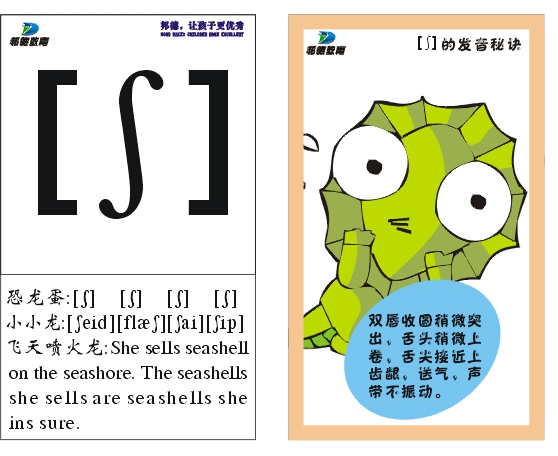 邦德教育
邦德，让孩子更优秀
BOND MAKES CHILDREN MORE EXCELLENT
[ʃ]
恐龙蛋:[ʃ] [ʃ] [ʃ] [ʃ]
小小龙:[ʃeid][flæʃ][ʃai][ʃip]
飞天喷火龙:She sells seashell
on the seashore. The seashells
she sells are seashells she
ins sure.
邦德教育
[ʃ]的发音秘诀
双唇收圆稍微突
出，舌头稍微上
卷，舌尖接近上
齿龈，送气，声
带不振动。